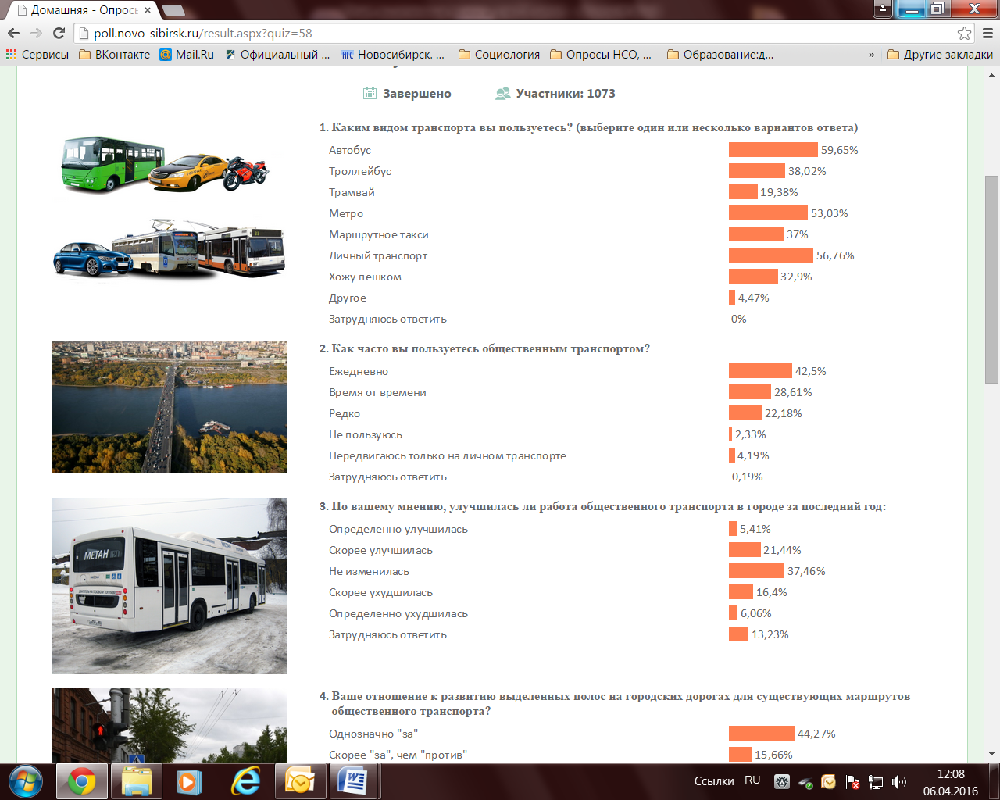 Домашняя - Опрось
poll.novo-sibirsk.ru/result.aspx?quiz=58
Сервисы ВКонтакте Mail.Ru Официальный ... Новосибирск. ... Социология Опросы НСО, ... Образование:д... » Другие закладки
Завершено Участники: 1073
1. Каким видом транспорта вы пользуетесь? (выберите один или несколько вариантов ответа)
Автобус 59,65%
Троллейбус 38,02%
Трамвай 19,38%
Метро 53,03%
Маршрутное такси 37%
Личный транспорт 56,76%
Хожу пешком 32,9%
Другое 4,47%
Затрудняюсь ответить 0%
2. Как часто вы пользуетесь общественным транспортом?
Ежедневно 42,5%
Время от времени 28,61%
Редко 22,18%
Не пользуюсь 2,33%
Передвигаюсь только на личном транспорте 4,19%
Затрудняюсь ответить 0,19%
МЕТАН
3. По вашему мнению, улучшилась ли работа общественного транспорта в городе за последний год:
Определенно улучшилась 5,41%
Скорее улучшилась 21,44%
Не изменилась 37,46%
Скорее ухудшилась 16,4%
Определенно ухудшилась 6,06%
Затрудняюсь ответить 13,23%
4. Ваше отношение к развитию выделенных полос на городских дорогах для существующих маршрутов
общественного транспорта?
Однозначно "за" 44,27%
Скорее "за", чем "против" 15,66%
Ссылки RU 12:08
06.04.2016